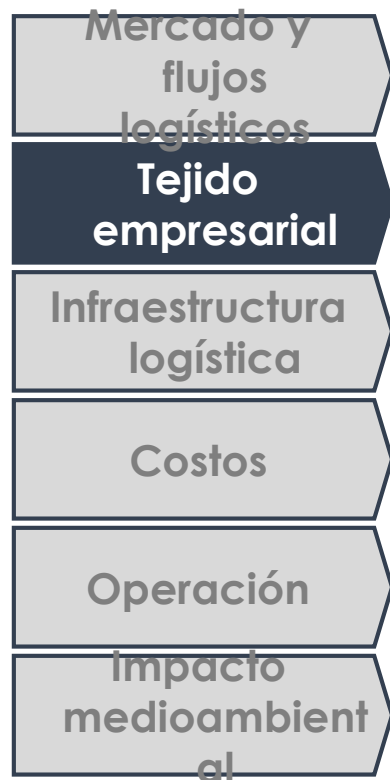 Mercado y
flujos
logísticos
Tejido
empresarial
Infraestructura
logística
Costos
Operación
Impacto
medioambient
al